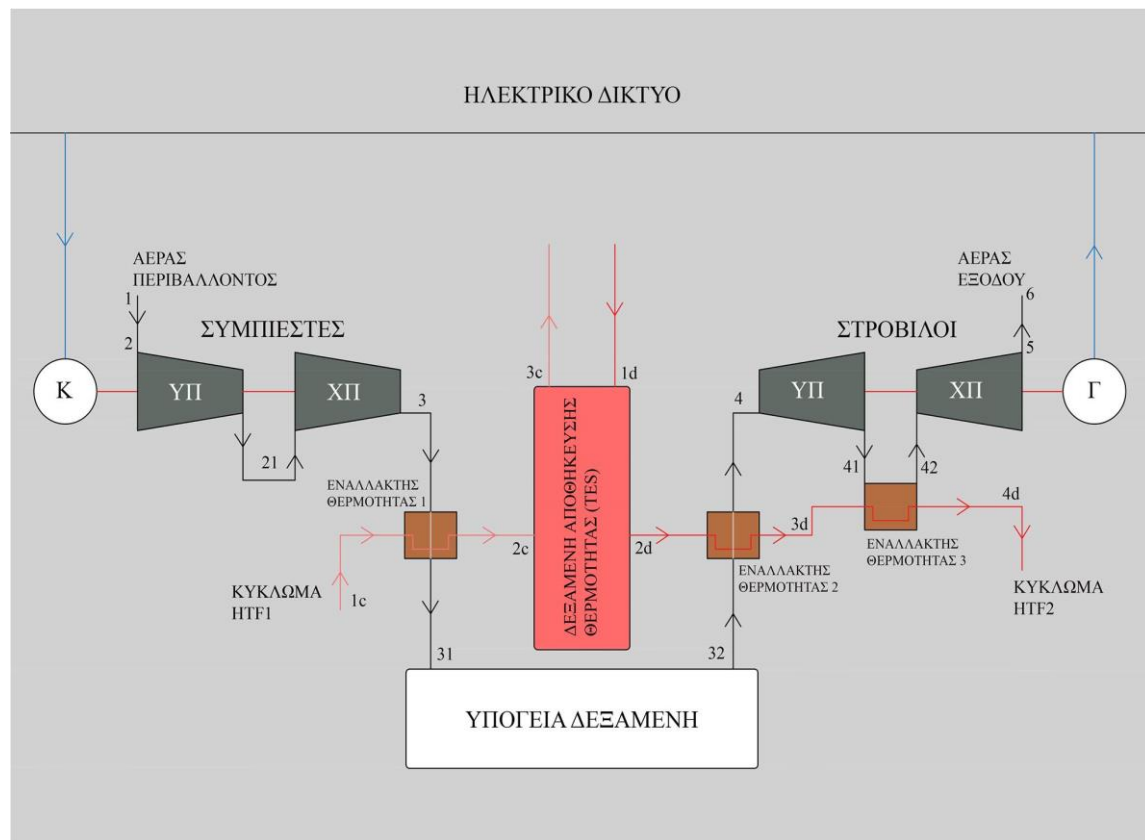 ΗΛΕΚΤΡΙΚΟ ΔΙΚΤΥΟ
ΑΕΡΑΣ
ΠΕΡΙΒΑΛΛΟΝΤΟΣ
1
2
ΣΥΜΠΙΕΣΤΕΣ
Κ
ΥΠ
ΧΠ
21
3
ΕΝΑΛΛΑΚΤΗΣ
ΘΕΡΜΟΤΗΤΑΣ 1
ΚΥΚΛΩΜΑ
HTF1
1c
2c
31
3c
1d
ΔΕΞΑΜΕΝΗ ΑΠΟΘΗΚΕΥΣΗΣ
ΘΕΡΜΟΤΗΤΑΣ (TES)
2d
ΑΕΡΑΣ
ΕΞΟΔΟΥ
6
5
ΣΤΡΟΒΙΛΟΙ
4
ΥΠ
ΧΠ
Γ
41
42
3d
4d
ΕΝΑΛΛΑΚΤΗΣ
ΘΕΡΜΟΤΗΤΑΣ 2
ΕΝΑΛΛΑΚΤΗΣ
ΘΕΡΜΟΤΗΤΑΣ 3
ΚΥΚΛΩΜΑ
HTF2
32
ΥΠΟΓΕΙΑ ΔΕΞΑΜΕΝΗ